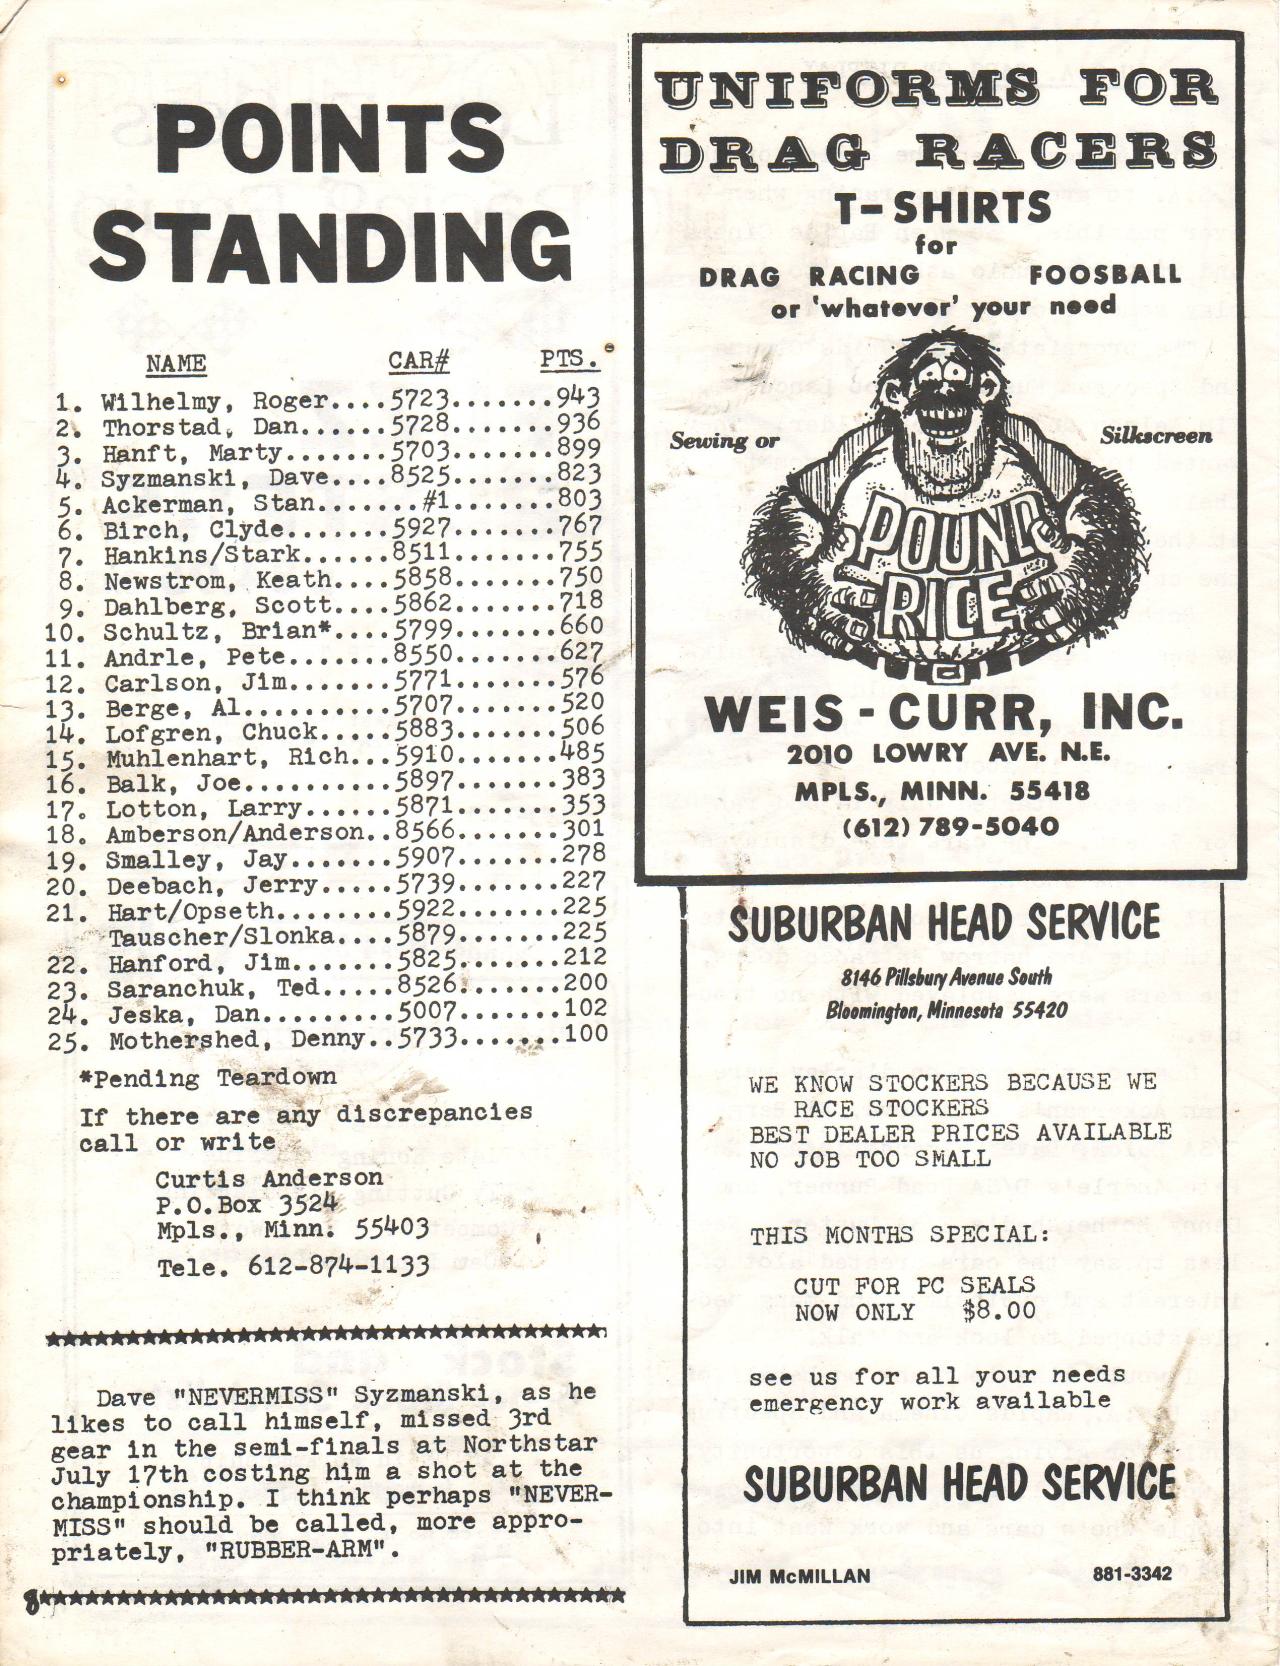 POINTS
STANDING
NAME CAR# PTS.
1. Wilhelmy, Roger....5723.......943
2. Thorstad, Dan......5728.......936
3. Hanft, Marty.......5703.......899
4. Syzmanski, Dave....8525.......823
5. Ackerman, Stan.......#1.......803
6. Birch, Clyde.......5927.......767
7. Hankins/Stark......8511.......755
8. Newstrom, Keath....5858.......750
9. Dahlberg, Scott....5862.......718
10. Schultz, Brian*....5799.......660
11. Andrle, Pete.......8550.......627
12. Carlson, Jim.......5771.......576
13. Berge, Al..........5707.......520
14. Lofgren, Chuck.....5883.......506
15. Muhlenhart, Rich...5910.......485
16. Balk, Joe..........5897.......383
17. Lotton, Larry......5871.......353
18. Amberson/Anderson..8566.......301
19. Smalley, Jay.......5907.......278
20. Deebach, Jerry.....5739.......227
21. Hart/Opseth........5922.......225
Tauscher/Slonka....5879.......225
22. Hanford, Jim.......5825.......212
23. Saranchuk, Ted.....8526.......200
24. Jeska, Dan.........5007.......102
25. Mothershed, Denny..5733.......100
*Pending Teardown
If there are any discrepancies
call or write
Curtis Anderson
P.O.Box 3524
Mpls., Minn. 55403
Tele. 612-874-1133
Dave "NEVERMISS" Syzmanski, as he
likes to call himself, missed 3rd
gear in the semi-finals at Northstar
July 17th costing him a shot at the
championship. I think perhaps "NEVER-
MISS" should be called, more appro-
priately, "RUBBER-ARM".
8
UNIFORMS FOR
DRAG RACERS
T-SHIRTS
for
DRAG RACING FOOSBALL
or 'whatever' your need
Sewing or Silkscreen
POUND
RICE
WEIS-CURR, INC.
2010 LOWRY AVE. N.E.
MPLS., MINN. 55418
(612) 789-5040
SUBURBAN HEAD SERVICE
8146 Pillsbury Avenue South
Bloomington, Minnesota 55420
WE KNOW STOCKERS BECAUSE WE
RACE STOCKERS
BEST DEALER PRICES AVAILABLE
NO JOB TOO SMALL
THIS MONTHS SPECIAL:
CUT FOR PC SEALS
NOW ONLY $8.00
see us for all your needs
emergency work available
SUBURBAN HEAD SERVICE
JIM McMILLAN 881-3342